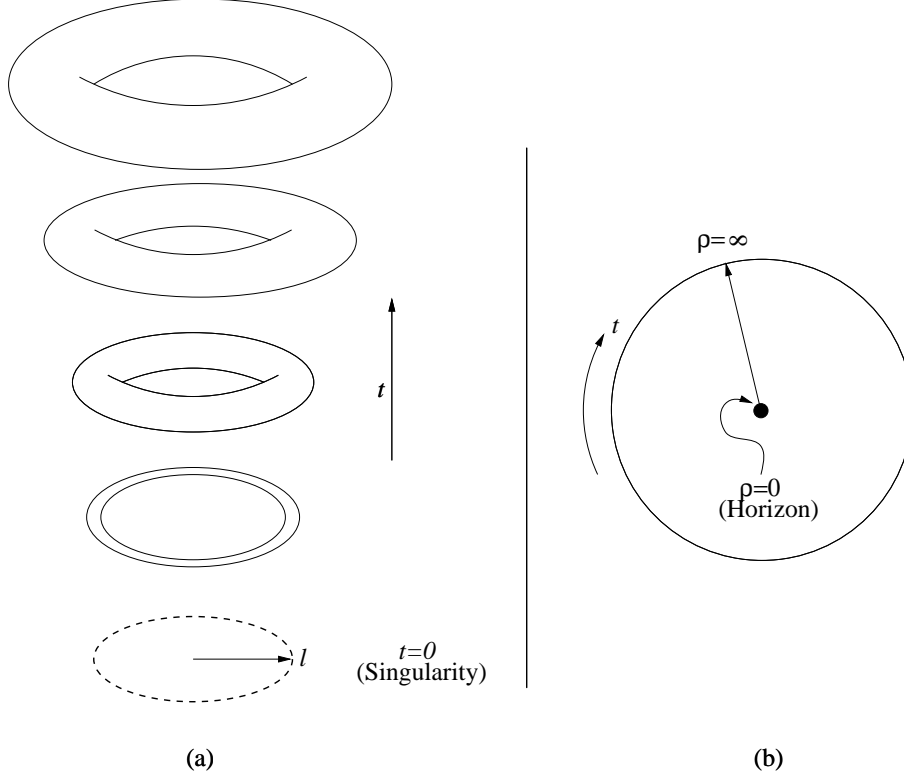 t
l
t=0
(Singularity)
(a)
ρ=∞
t
ρ=0
(Horizon)
(b)